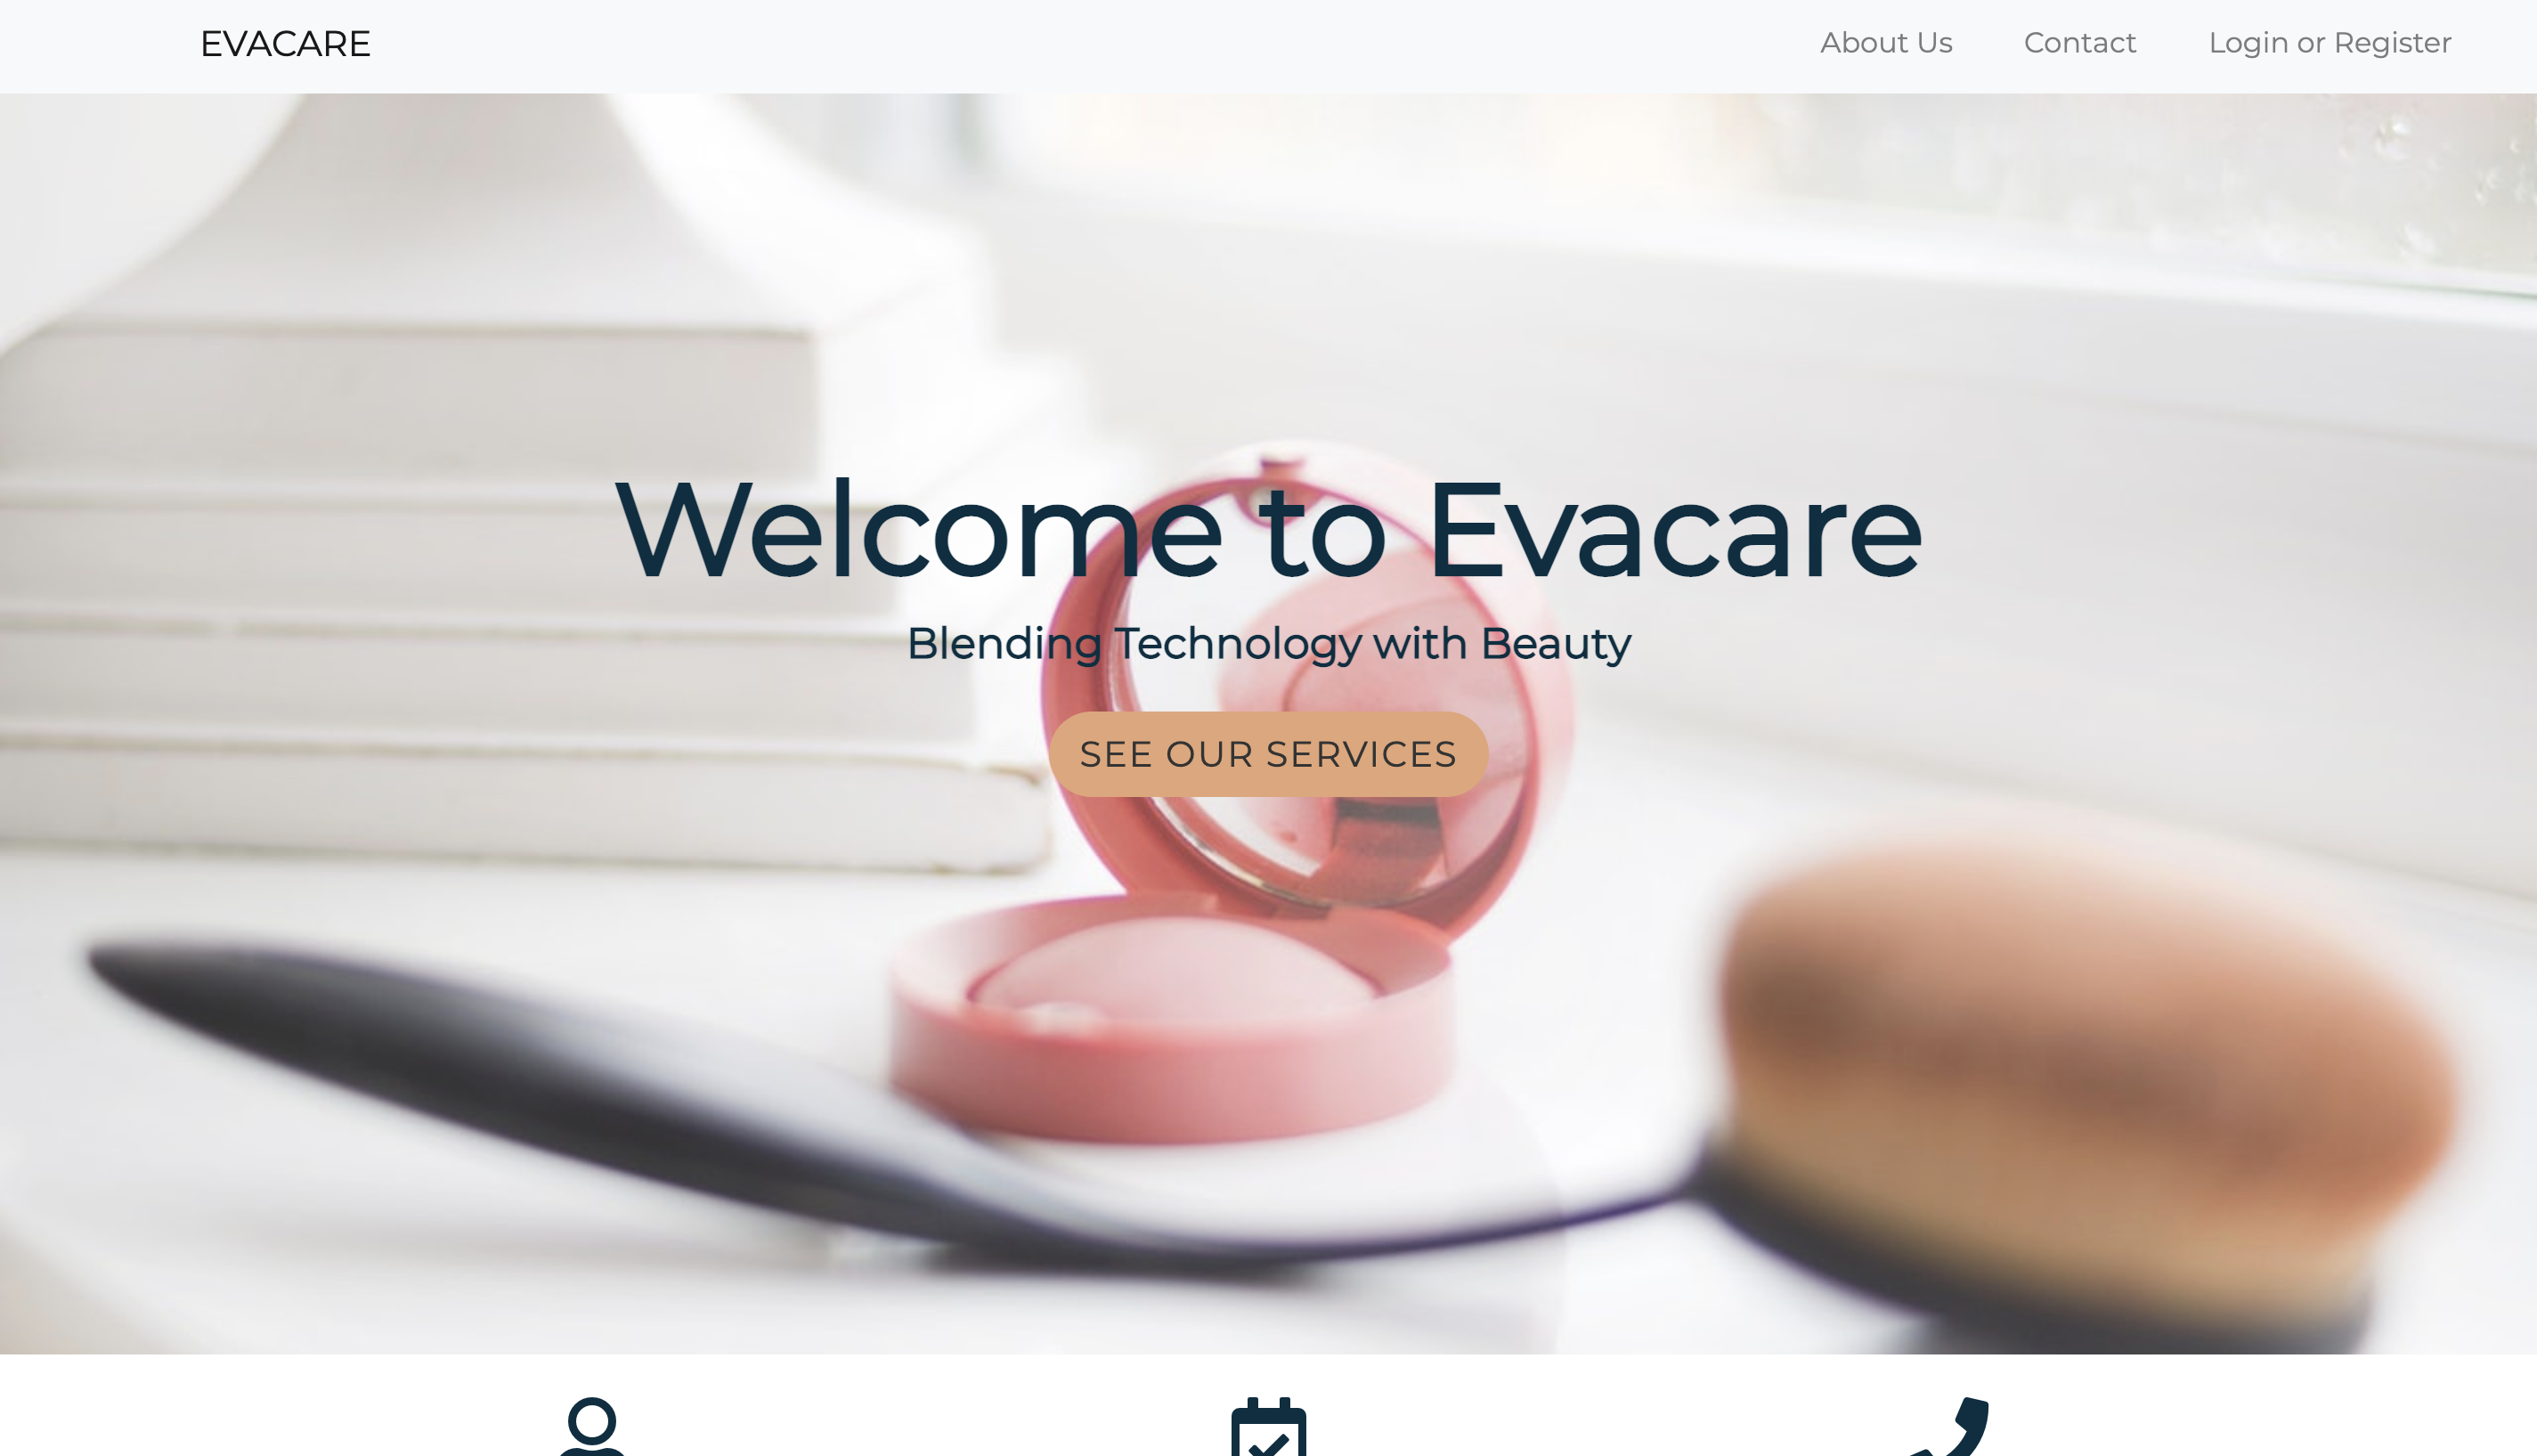 EVACARE
About Us
Contact
Login or Register
Welcome to Evacare
Blending Technology with Beauty
SEE OUR SERVICES